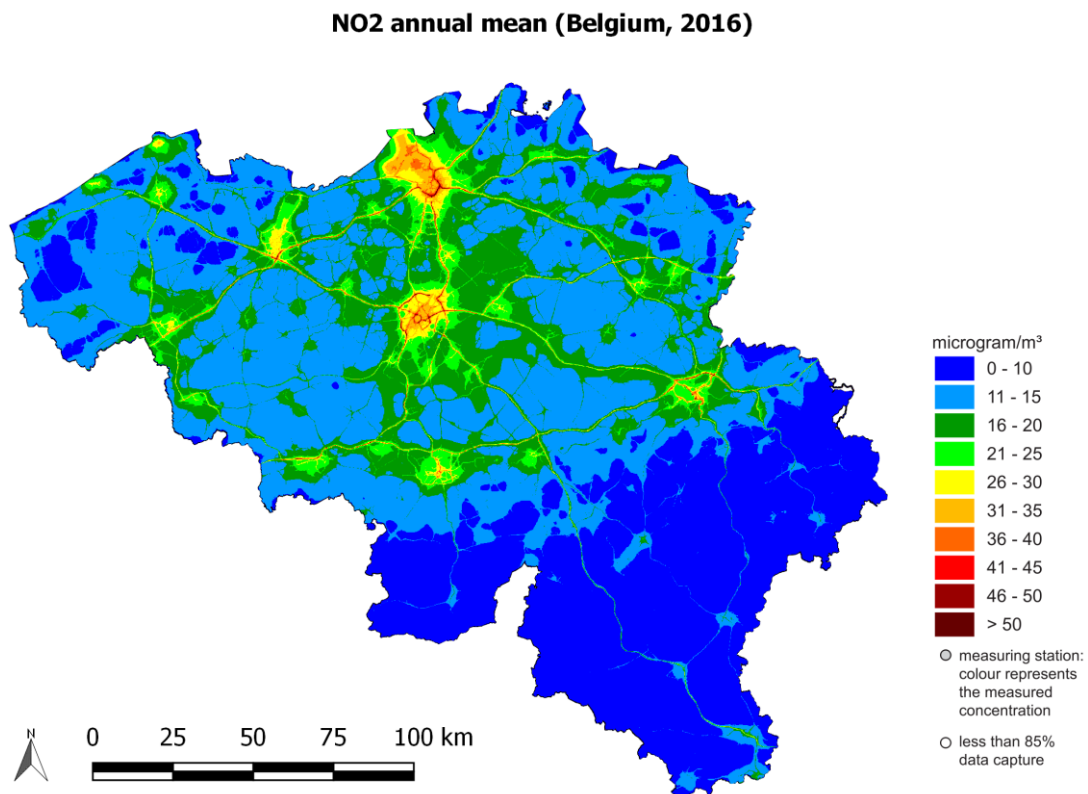 NO2 annual mean (Belgium, 2016)
microgram/m³
0 - 10
11 - 15
16 - 20
21 - 25
26 - 30
31 - 35
36 - 40
41 - 45
46 - 50
> 50
measuring station:
colour represents
the measured
concentration
less than 85%
data capture
N
0 25 50 75 100 km